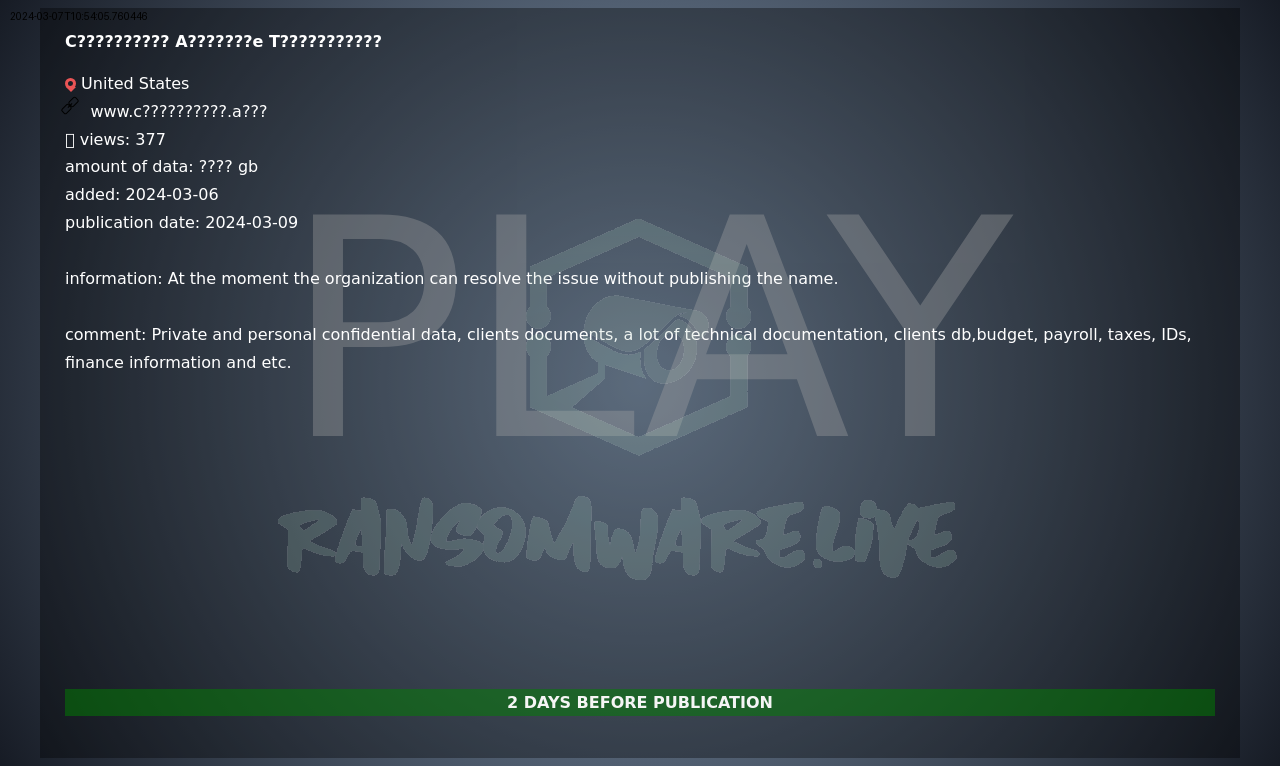 2024-03-07T10:54:05.760446
C?????????? A???????e T???????????
United States
www.c??????????.a???
views: 377
amount of data: ???? gb
added: 2024-03-06
publication date: 2024-03-09
information: At the moment the organization can resolve the issue without publishing the name.
comment: Private and personal confidential data, clients documents, a lot of technical documentation, clients db,budget, payroll, taxes, IDs,
finance information and etc.
PLAY
RANSOMWARE.LIVE
2 DAYS BEFORE PUBLICATION